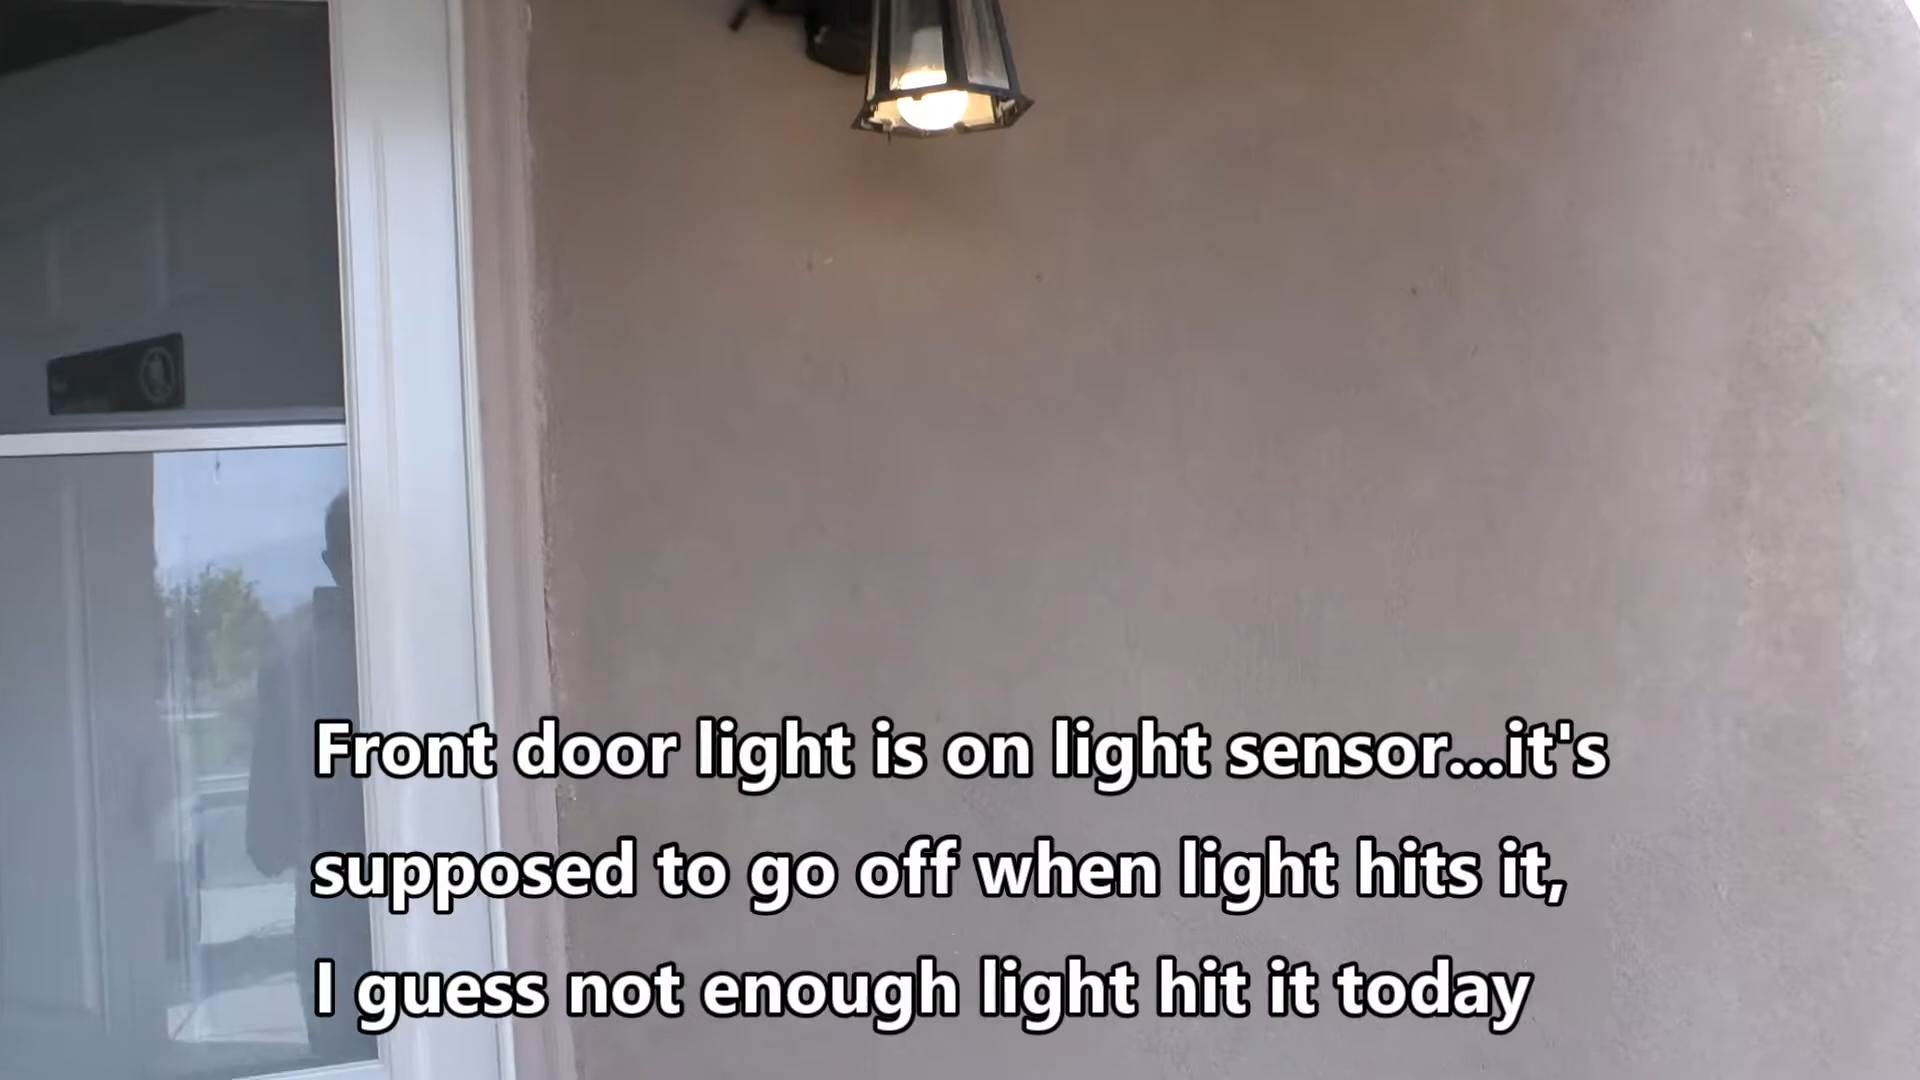 Front door light is on light sensor...it's
supposed to go off when light hits it,
I guess not enough light hit it today